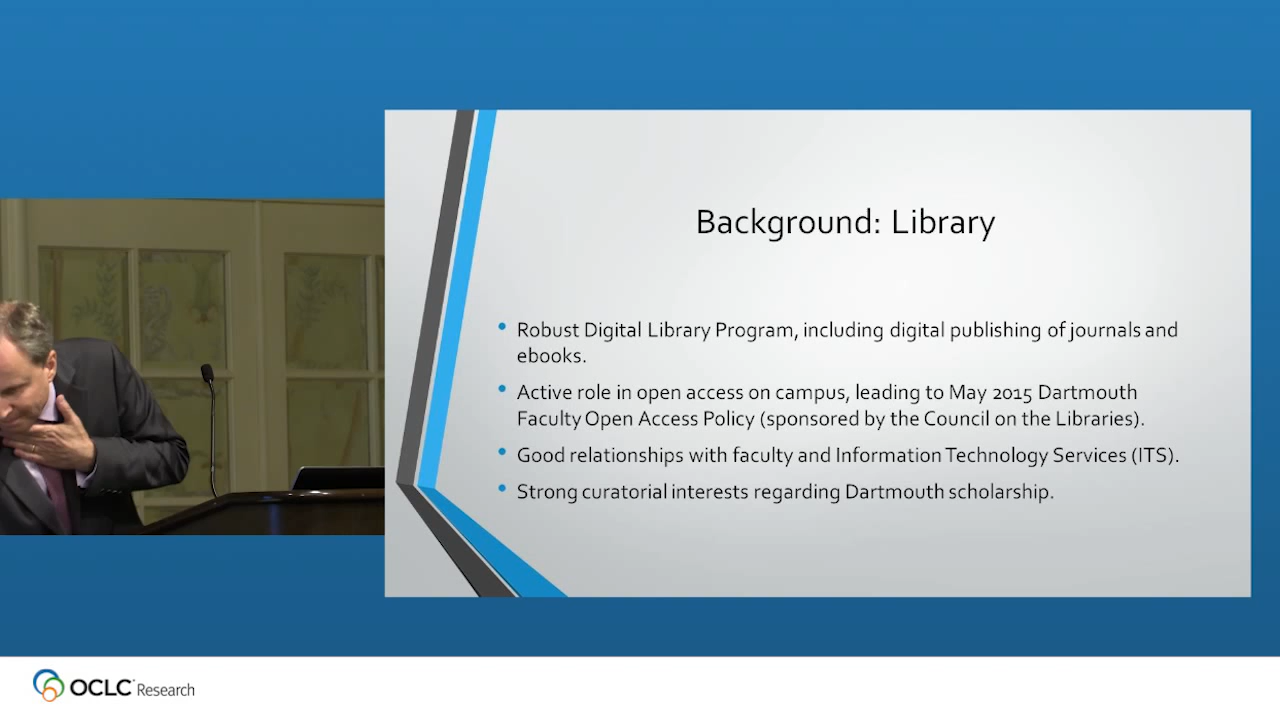 Background: Library
• Robust Digital Library Program, including digital publishing of journals and
ebooks.
• Active role in open access on campus, leading to May 2015 Dartmouth
Faculty Open Access Policy (sponsored by the Council on the Libraries).
• Good relationships with faculty and Information Technology Services (ITS).
• Strong curatorial interests regarding Dartmouth scholarship.
OCLC Research